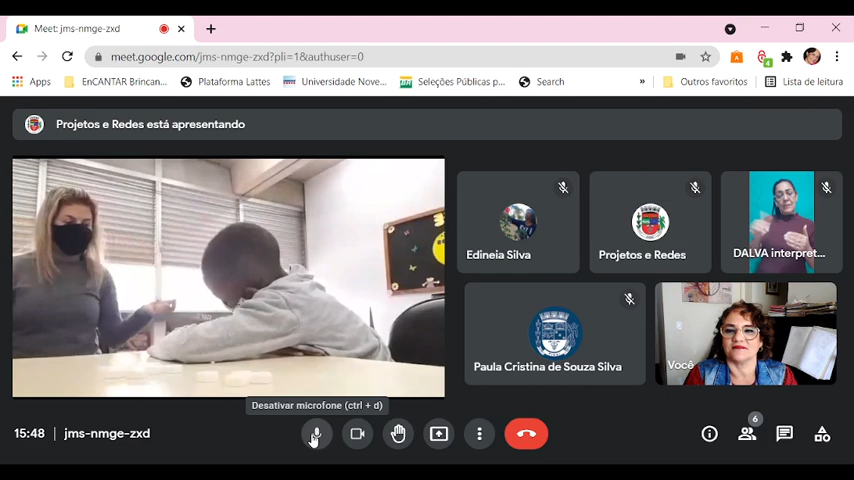 Meet: jms-nmge-zxd
meet.google.com/jms-nmge-zxd?pli=1&authuser=0
Apps EnCANTAR Brincan... Plataforma Lattes Universidade Nove... Seleções Públicas p... Search » Outros favoritos Lista de leitura
Projetos e Redes está apresentando
Edineia Silva
Projetos e Redes
DALVA interpret...
Paula Cristina de Souza Silva
Você
Desativar microfone (ctrl + d)
15:48 | jms-nmge-zxd
6